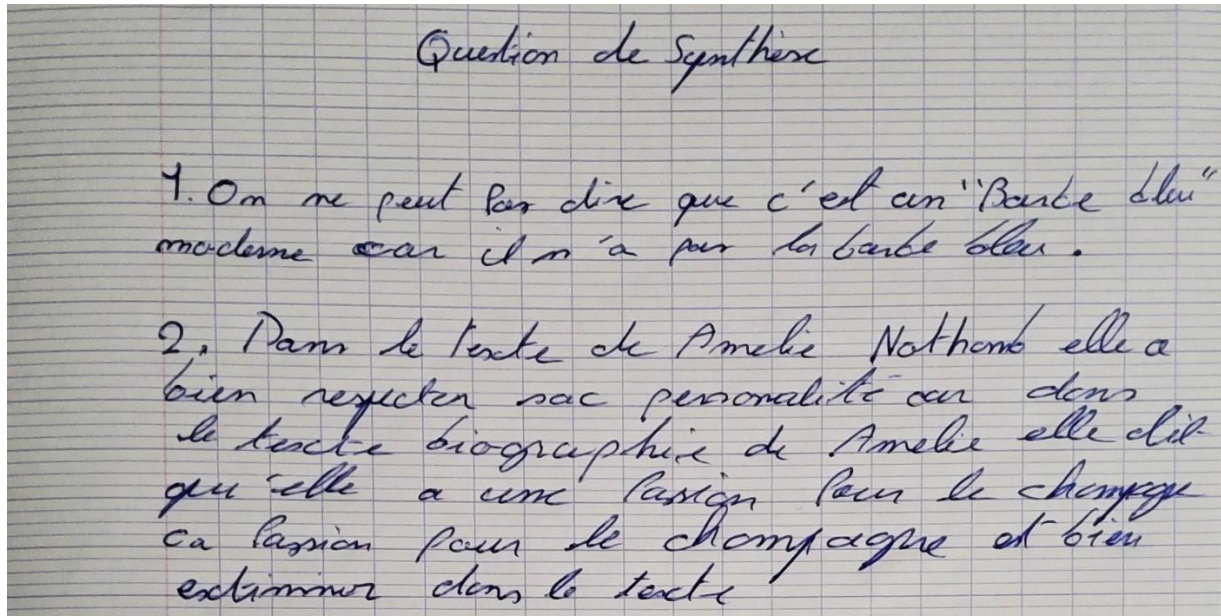 Question de Synthèse
1. On ne peut Pas dire que c'est un "Barbe bleu"
moderne car il n'a pas la barbe bleu.
2. Dans le texte de Amelie Nothomb elle a
bien respecter sac personalité car dans
le texte biographie de Amelie elle dit
qu'elle a une Passion Pour le champage
ca Passion pour le champagne et bien
extimmer dans le texte